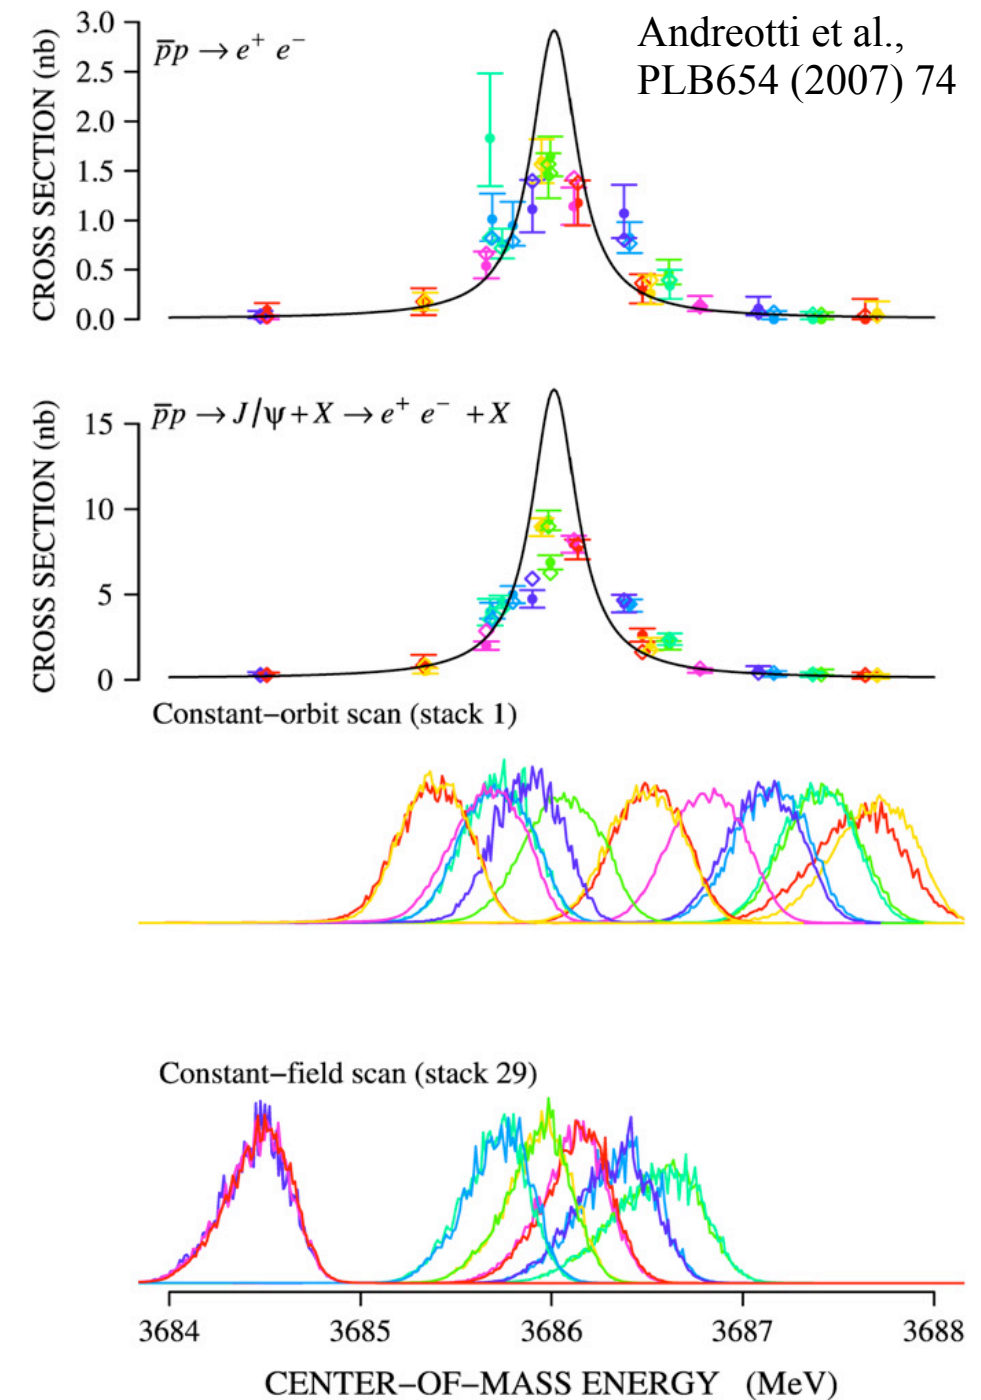 Andreotti et al.,
PLB654 (2007) 74
CROSS SECTION (nb)
3.0
2.5
2.0
1.5
1.0
0.5
0.0
p̅p → e⁺ e⁻
CROSS SECTION (nb)
15
10
5
0
p̅p → J/ψ + X → e⁺ e⁻ + X
Constant−orbit scan (stack 1)
Constant−field scan (stack 29)
3684 3685 3686 3687 3688
CENTER−OF−MASS ENERGY (MeV)